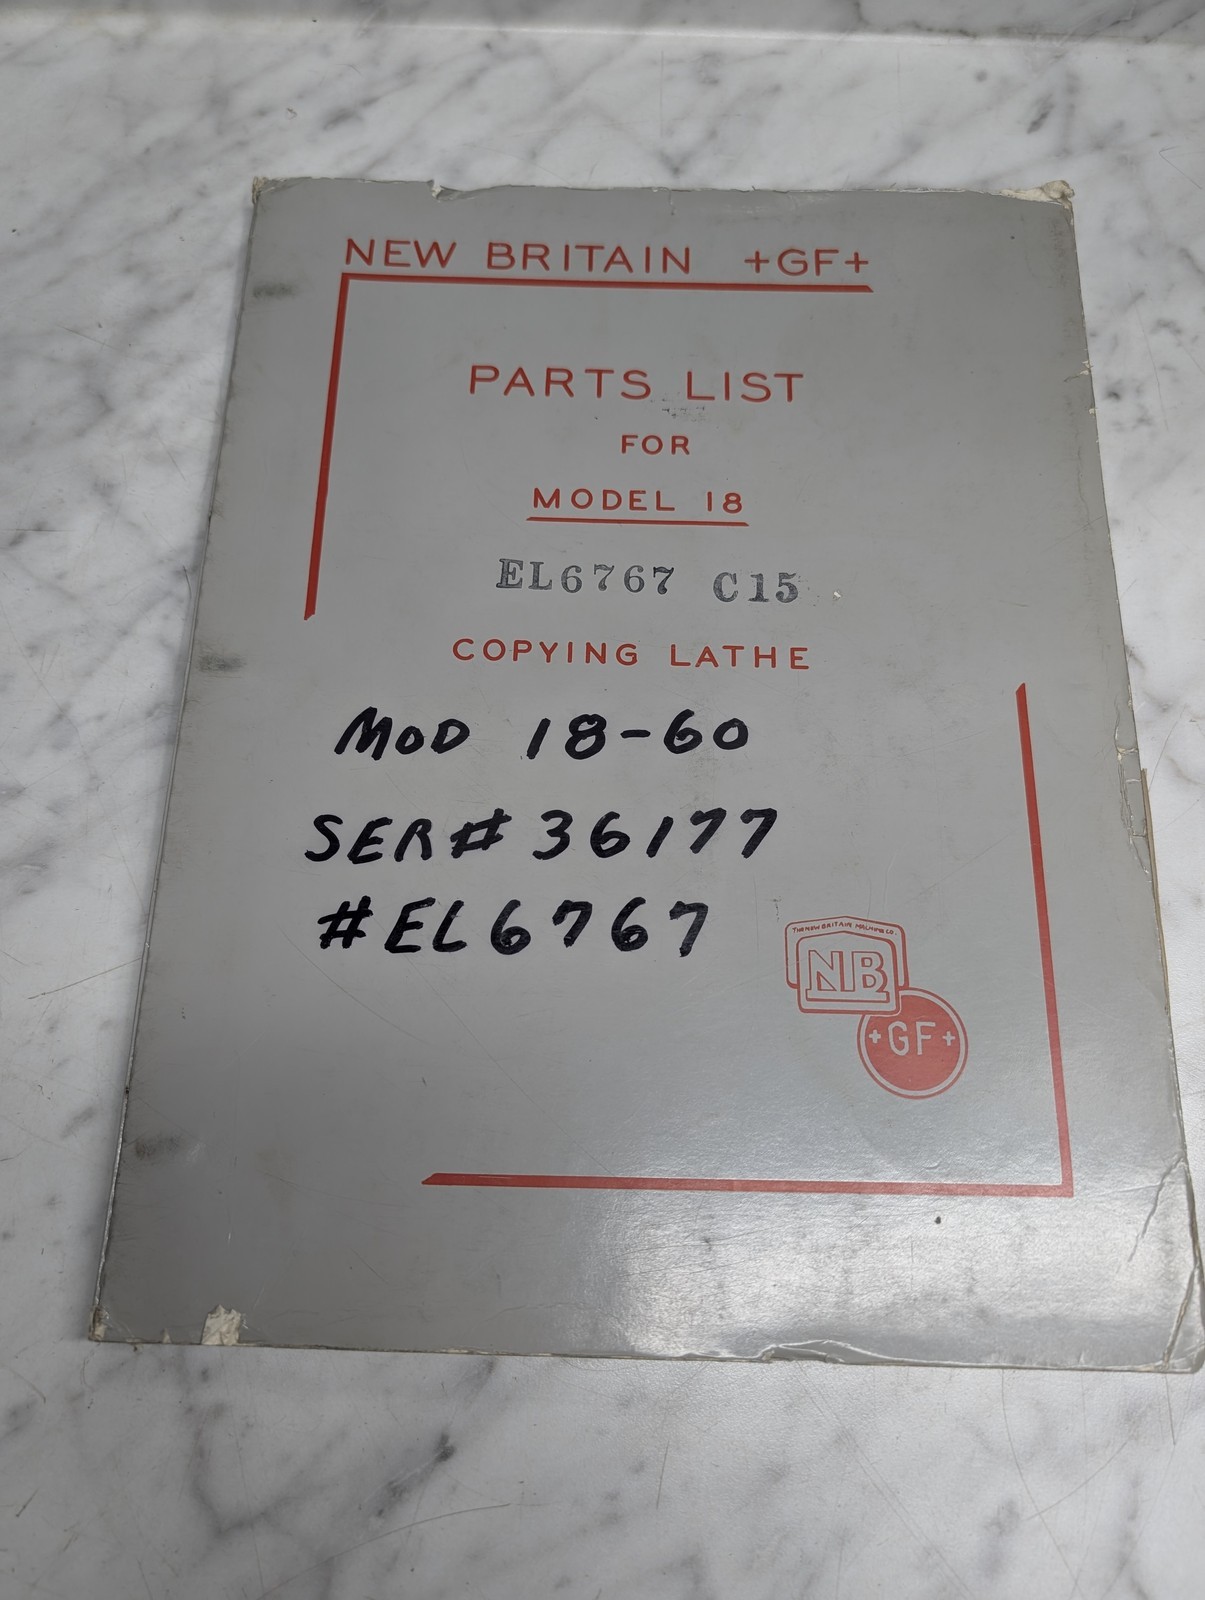 NEW BRITAIN +GF+
PARTS LIST
FOR
MODEL 18
EL6767 C15
COPYING LATHE
MOD 18-60
SER# 36177
#EL6767
THE NEW BRITAIN MACHINE CO.
NB
+GF+